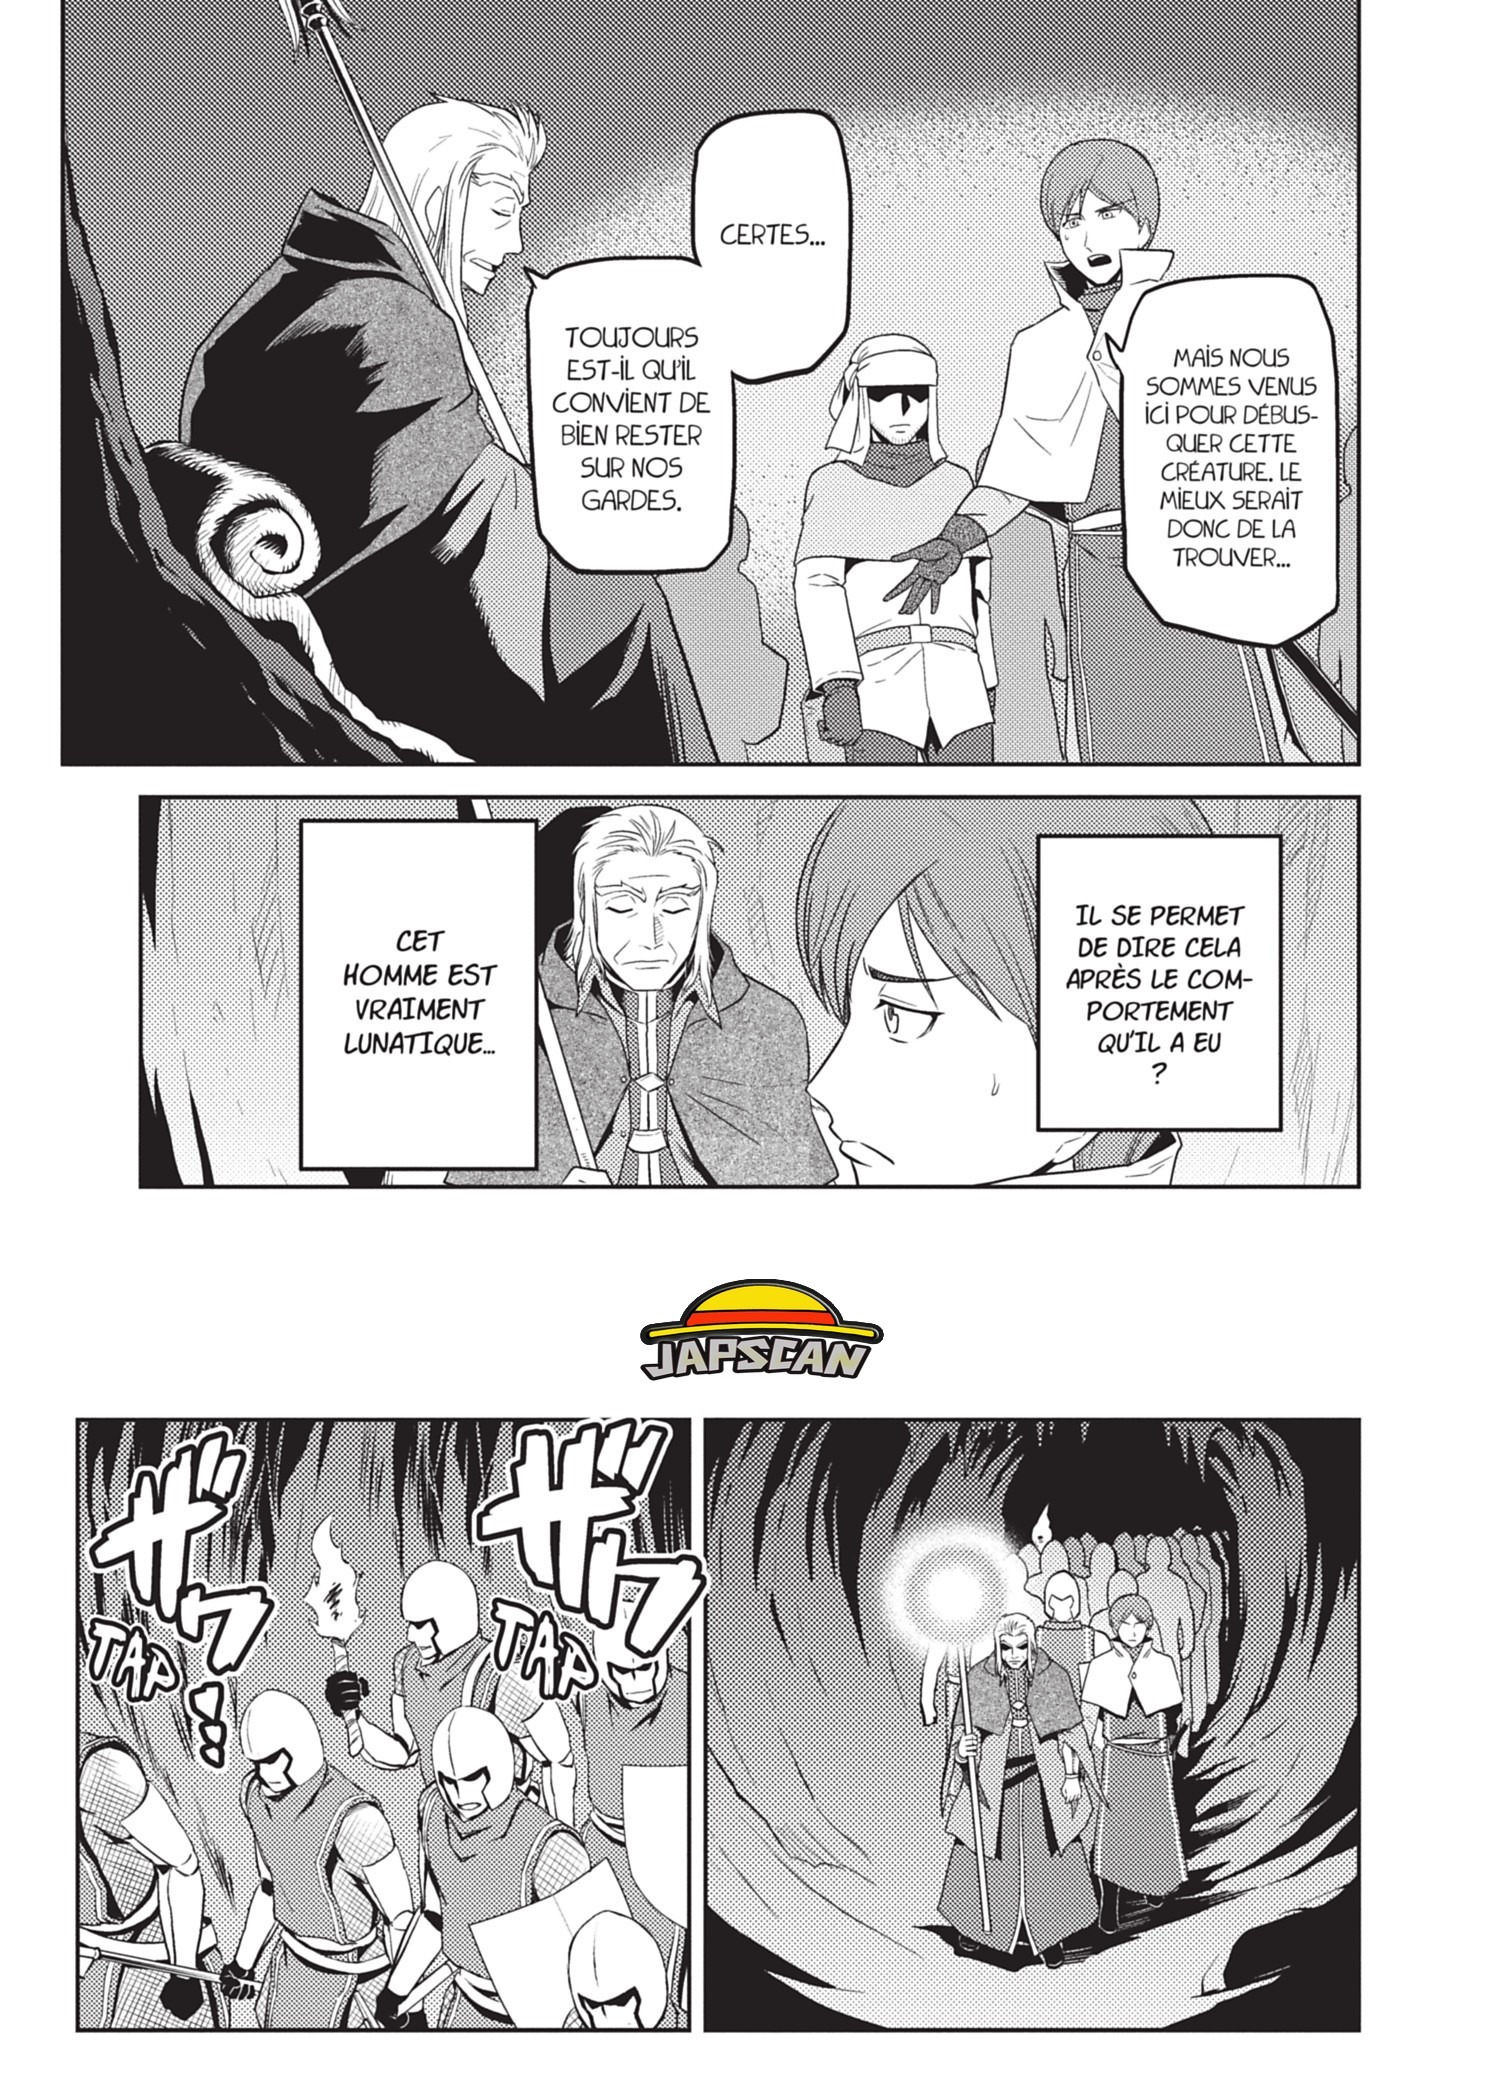 MAIS NOUS
SOMMES VENUS
ICI POUR DÉBUS-
QUER CETTE
CRÉATURE. LE
MIEUX SERAIT
DONC DE LA
TROUVER...
CERTES...
TOUJOURS
EST-IL QU'IL
CONVIENT DE
BIEN RESTER
SUR NOS
GARDES.
IL SE PERMET
DE DIRE CELA
APRÈS LE COM-
PORTEMENT
QU'IL A EU
?
CET
HOMME EST
VRAIMENT
LUNATIQUE...
JAPSCAN
ザク
TAP
ザク
TAP
!